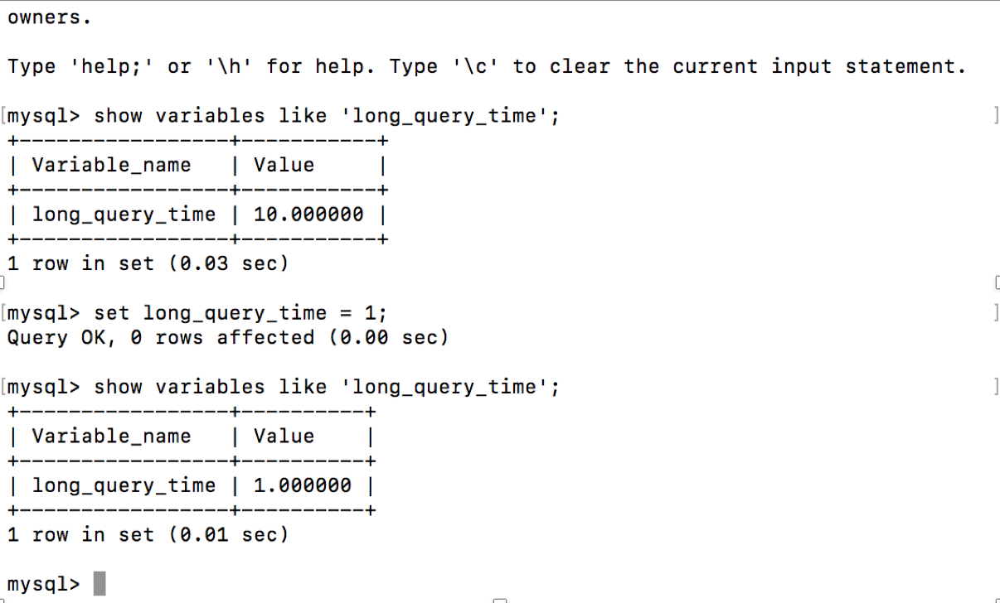 owners.
Type 'help;' or '\h' for help. Type '\c' to clear the current input statement.
[mysql> show variables like 'long_query_time'; ]
+-----------------+-----------+
| Variable_name   | Value     |
+-----------------+-----------+
| long_query_time | 10.000000 |
+-----------------+-----------+
1 row in set (0.03 sec)
[mysql> set long_query_time = 1; ]
Query OK, 0 rows affected (0.00 sec)
[mysql> show variables like 'long_query_time'; ]
+-----------------+----------+
| Variable_name   | Value    |
+-----------------+----------+
| long_query_time | 1.000000 |
+-----------------+----------+
1 row in set (0.01 sec)
mysql>